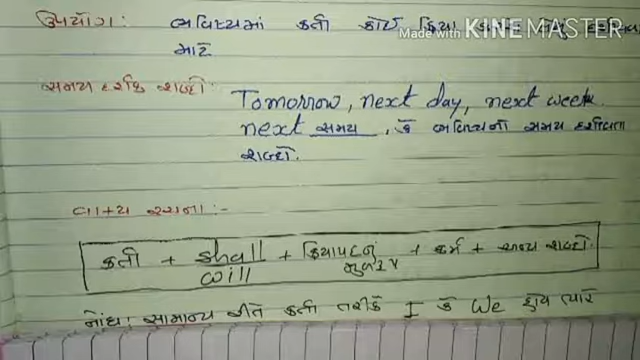 Made with KINEMASTER
ઉપયોગ: ભવિષ્યમાં કર્તા કોઈ ક્રિયા
માટે
સમય દર્શક શબ્દો: Tomorrow, next day, next week
next સમય, કે ભવિષ્યનો સમય દર્શાવતા
શબ્દો.
વાક્ય રચના:-
કર્તા + shall + ક્રિયાપદનું + કર્મ + અન્ય શબ્દો.
will મૂળરૂપ
નોંધ: સામાન્ય રીતે કર્તા તરીકે I કે We હોય ત્યારે